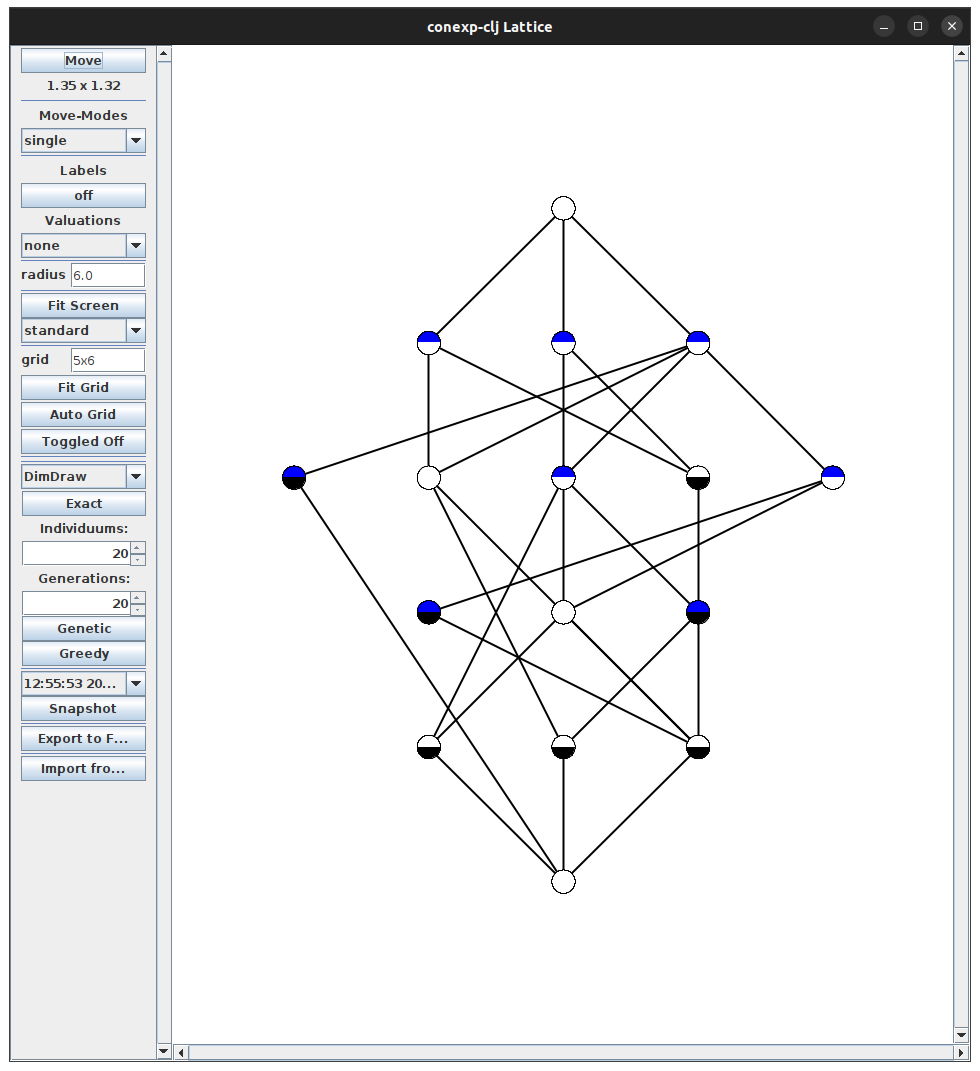 conexp-clj Lattice
Move
1.35 x 1.32
Move-Modes
single
Labels
off
Valuations
none
radius 6.0
Fit Screen
standard
grid 5x6
Fit Grid
Auto Grid
Toggled Off
DimDraw
Exact
Individuums:
20
Generations:
20
Genetic
Greedy
12:55:53 20...
Snapshot
Export to F...
Import fro...